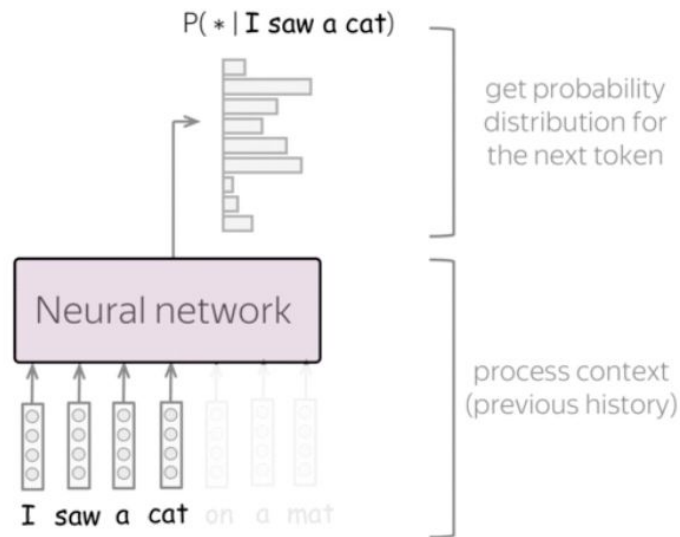 P( * | I saw a cat)
get probability
distribution for
the next token
Neural network
process context
(previous history)
I saw a cat on a mat